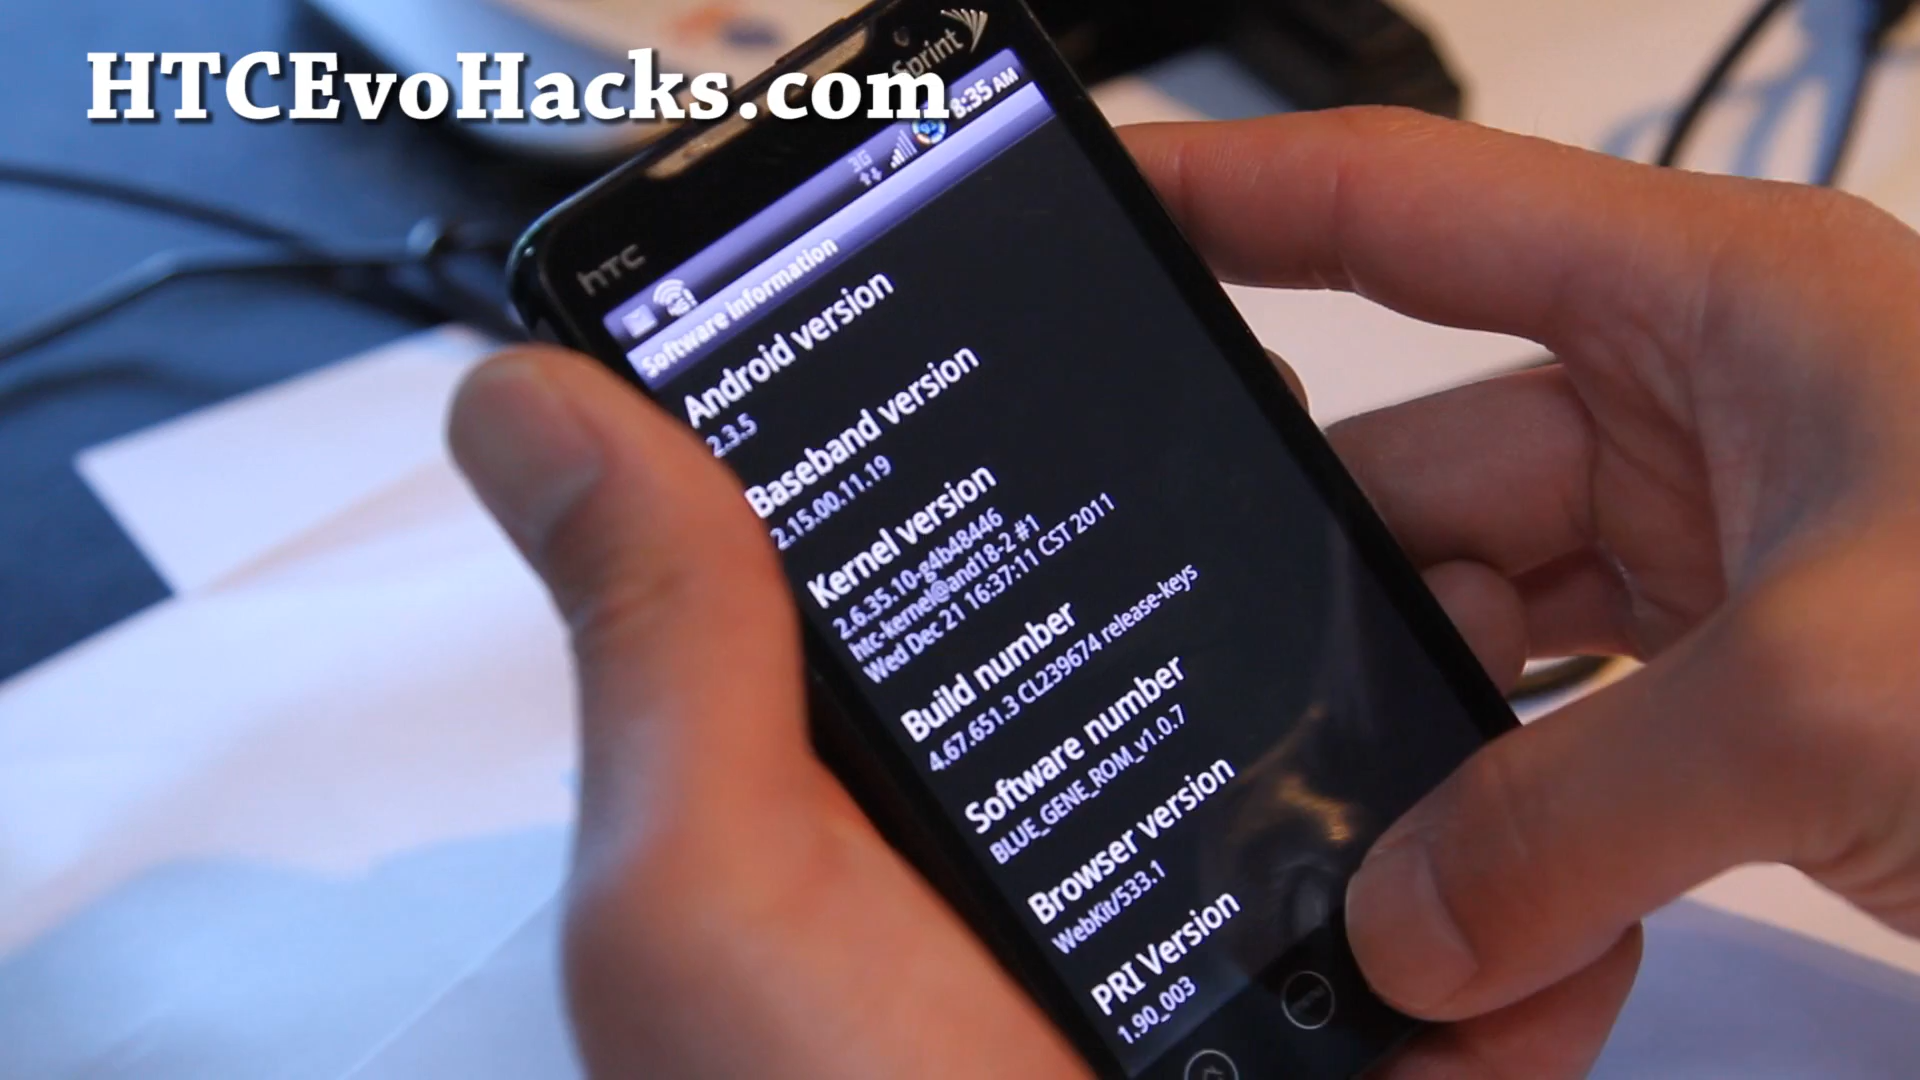 HTCEvoHacks.com
Sprint
8:35 AM
3G
hTC
Software information
Android version
2.3.5
Baseband version
2.15.00.11.19
Kernel version
2.6.35.10-g4b48446
htc-kernel@and18-2 #1
Wed Dec 21 16:37:11 CST 2011
Build number
4.67.651.3 CL239674 release-keys
Software number
BLUE_GENE_ROM_v1.0.7
Browser version
WebKit/533.1
PRI Version
1.90_003